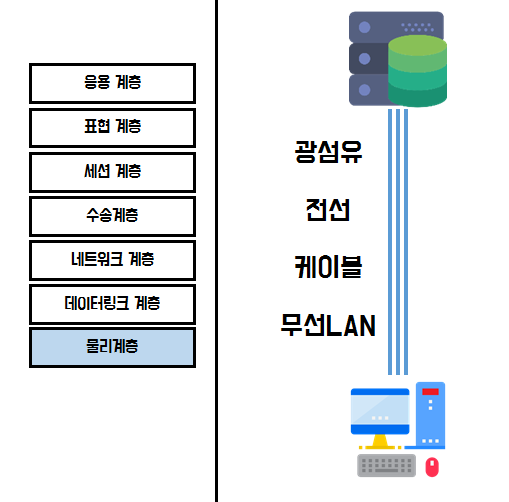 응용 계층
표현 계층
세션 계층
수송계층
네트워크 계층
데이터링크 계층
물리계층
광섬유
전선
케이블
무선LAN